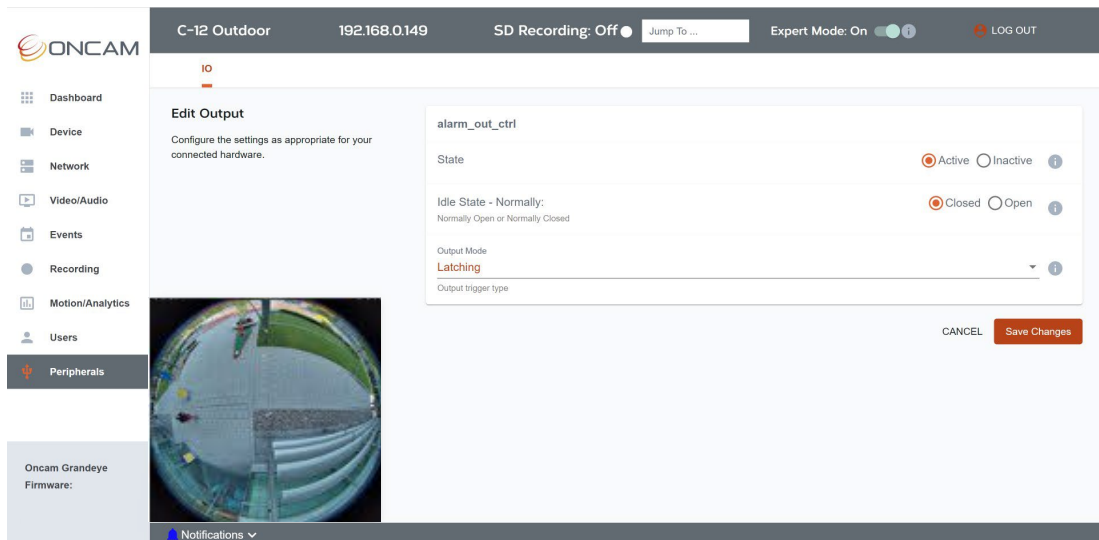 ONCAM
C-12 Outdoor
192.168.0.149
SD Recording: Off
Jump To ...
Expert Mode: On
LOG OUT
IO
Dashboard
Device
Network
Video/Audio
Events
Recording
Motion/Analytics
Users
Peripherals
Oncam Grandeye
Firmware:
Edit Output
Configure the settings as appropriate for your
connected hardware.
alarm_out_ctrl
State
Active
Inactive
Idle State - Normally:
Normally Open or Normally Closed
Closed
Open
Output Mode
Latching
Output trigger type
CANCEL
Save Changes
Notifications